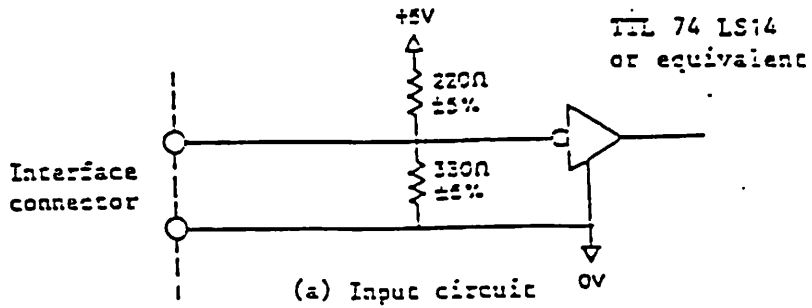 +5V
TTL 74 LS14
or equivalent
220Ω
±5%
Interface
connector
330Ω
±5%
(a) Input circuit
0V